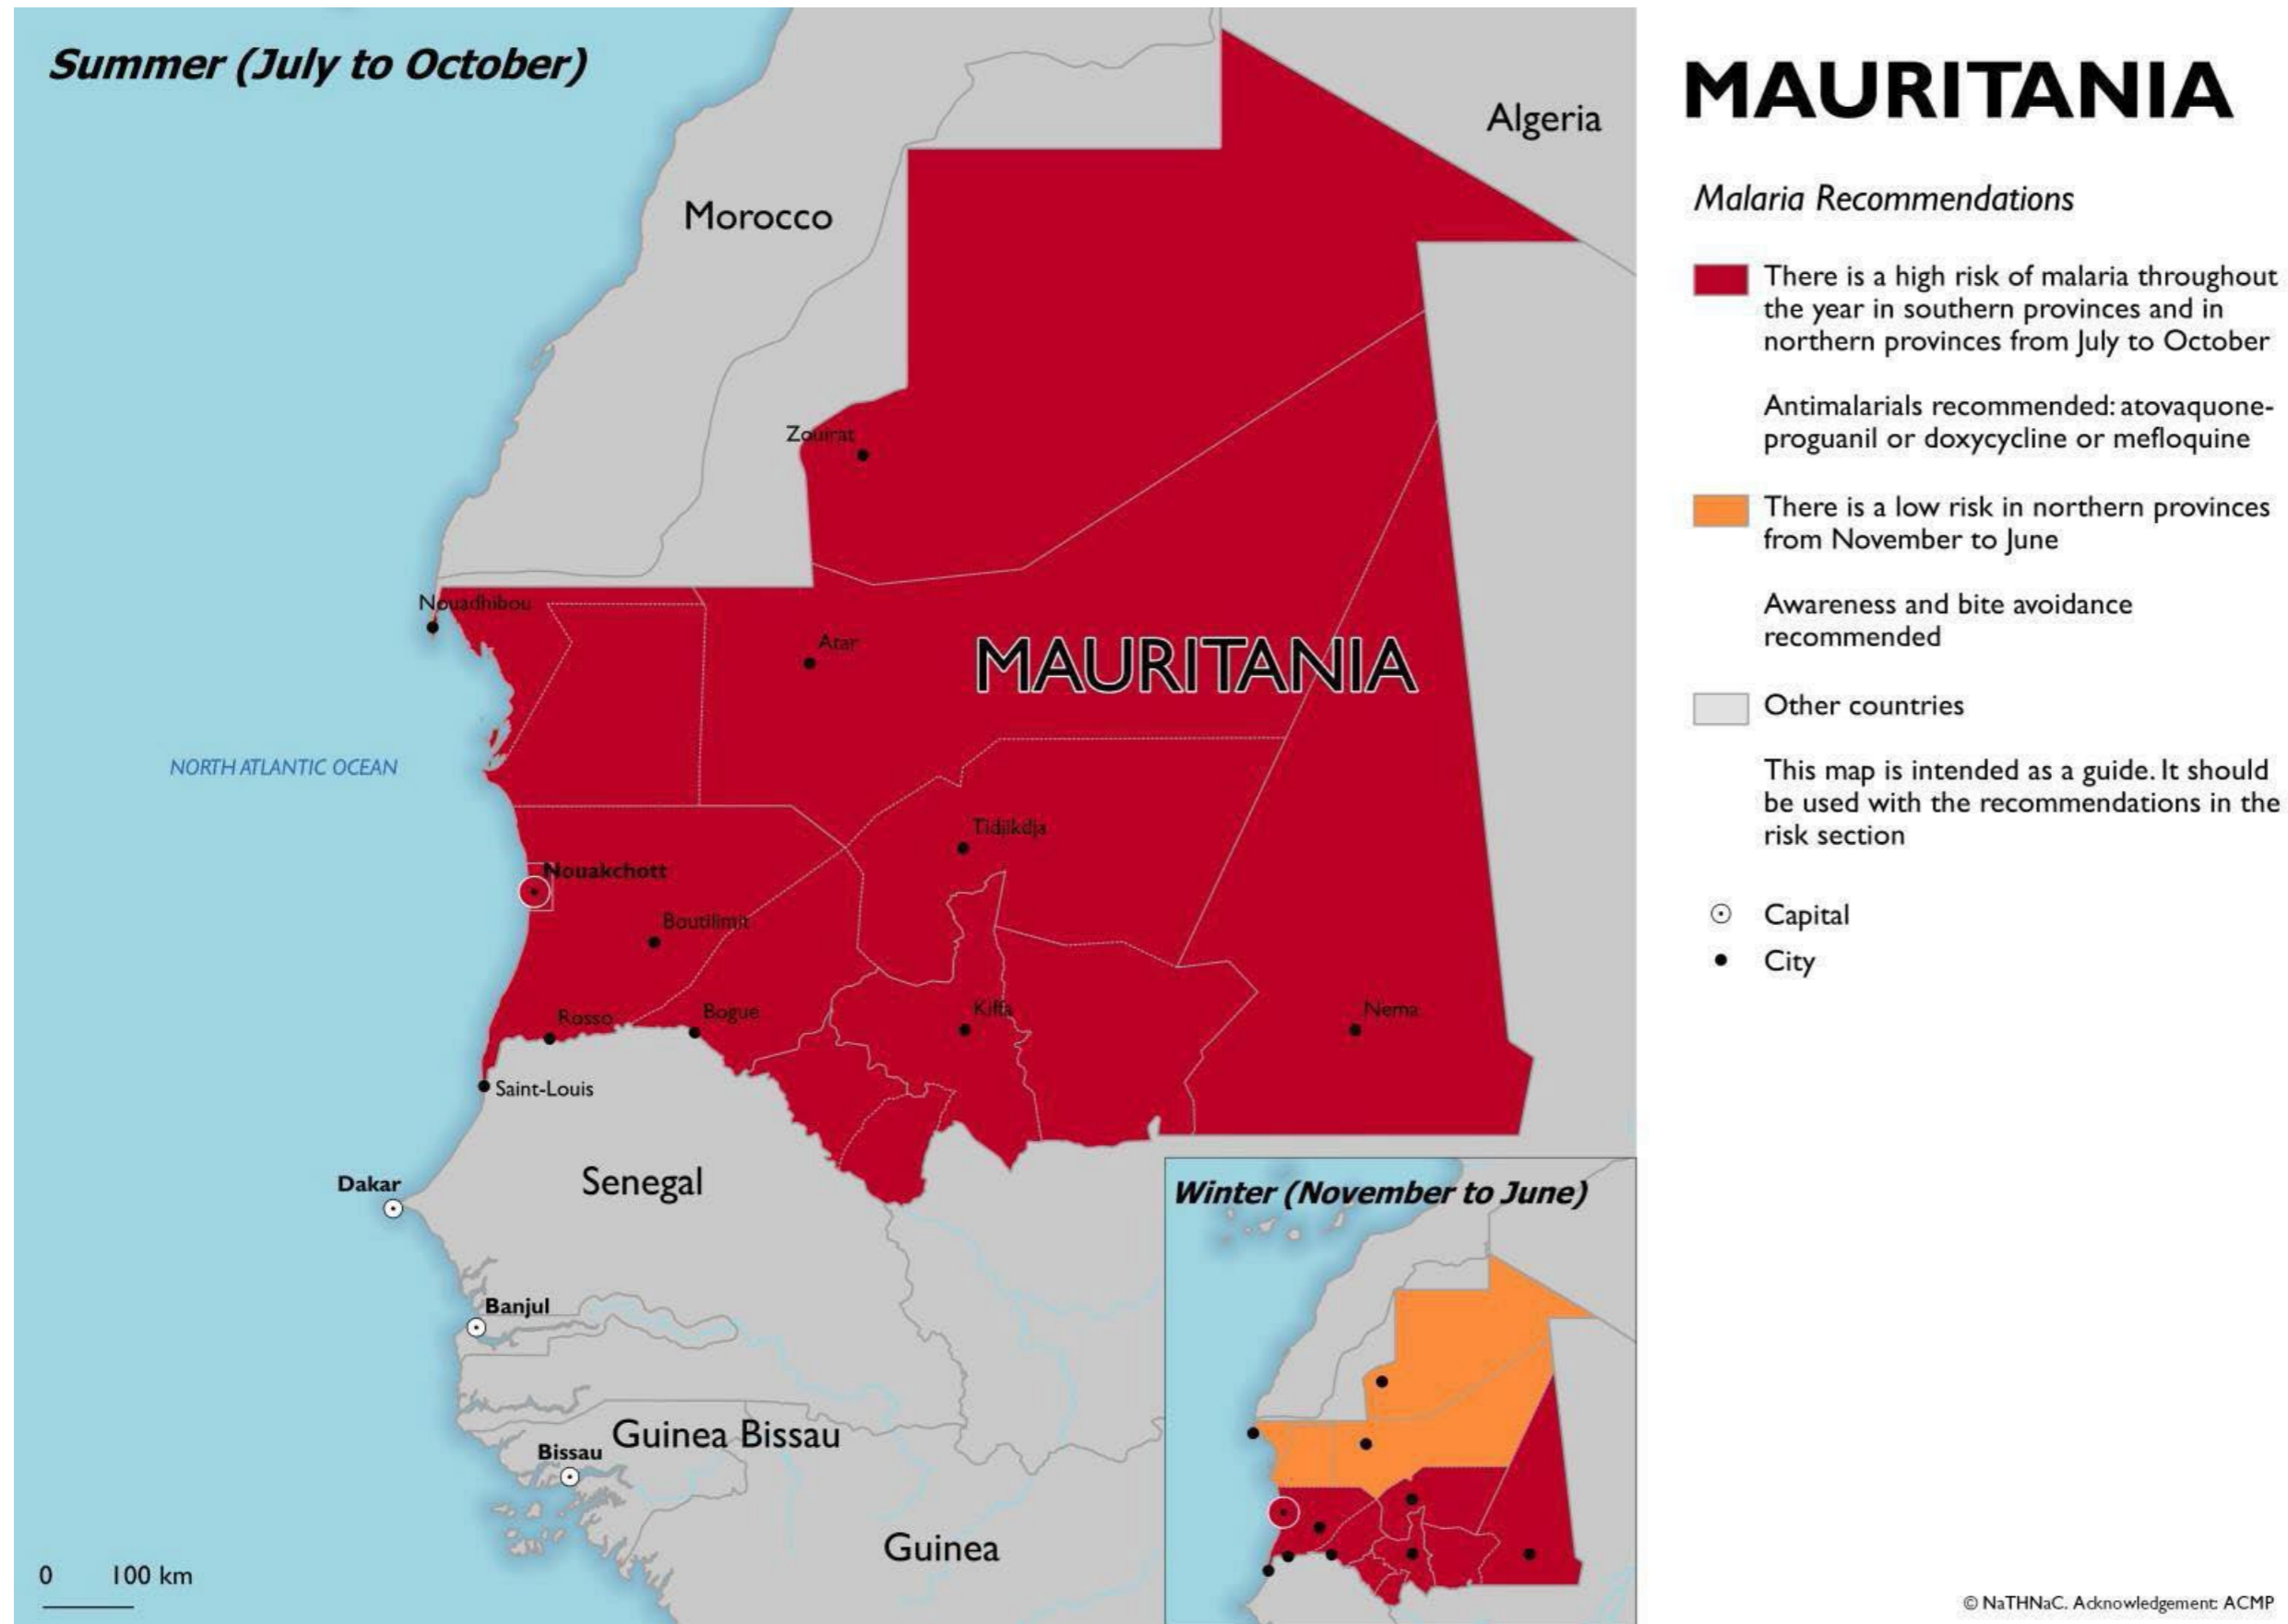 Summer (July to October)
Algeria
Morocco
Zouirat
Nouadhibou
Atar
MAURITANIA
NORTH ATLANTIC OCEAN
Tidjikdja
Nouakchott
Boutilimit
Rosso
Bogue
Kiffa
Nema
Saint-Louis
Dakar
Senegal
Banjul
Guinea Bissau
Bissau
Guinea
0 100 km
Winter (November to June)
MAURITANIA
Malaria Recommendations
There is a high risk of malaria throughout
the year in southern provinces and in
northern provinces from July to October
Antimalarials recommended: atovaquone-
proguanil or doxycycline or mefloquine
There is a low risk in northern provinces
from November to June
Awareness and bite avoidance
recommended
Other countries
This map is intended as a guide. It should
be used with the recommendations in the
risk section
Capital
City
© NaTHNaC. Acknowledgement: ACMP